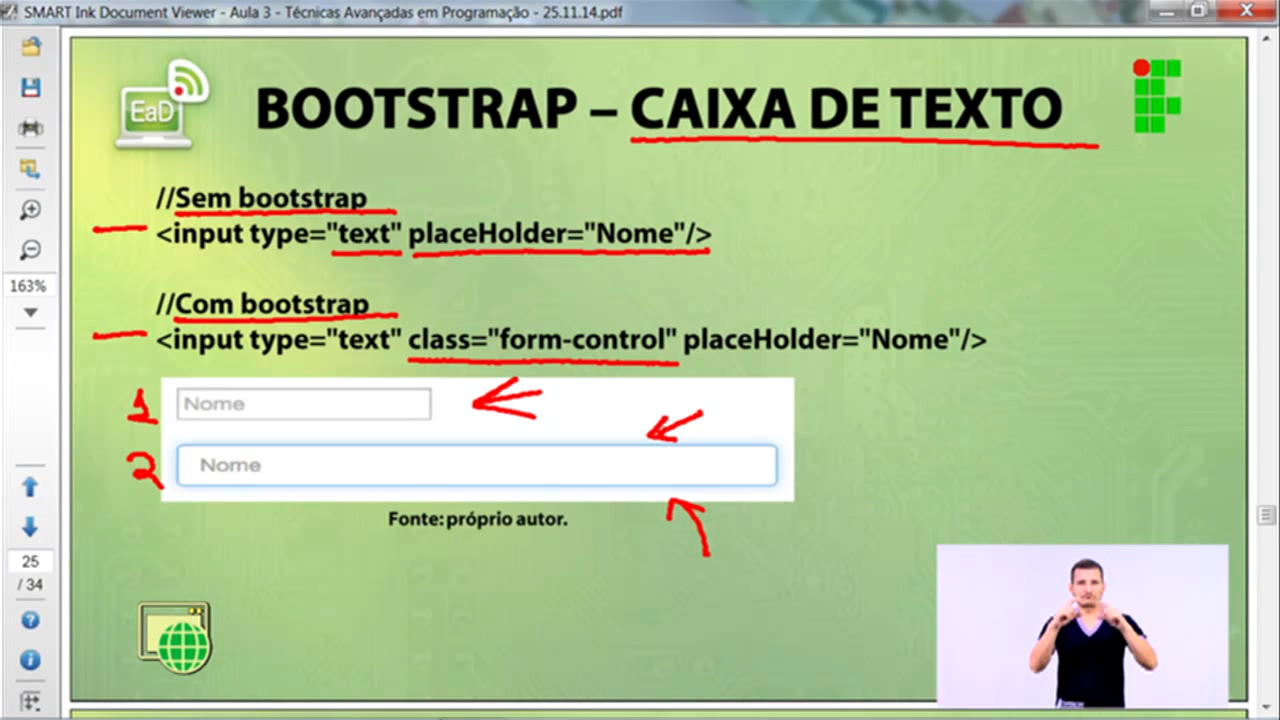 SMART Ink Document Viewer - Aula 3 - Técnicas Avançadas em Programação - 25.11.14.pdf
EaD
BOOTSTRAP – CAIXA DE TEXTO
//Sem bootstrap
<input type="text" placeHolder="Nome"/>
//Com bootstrap
<input type="text" class="form-control" placeHolder="Nome"/>
1 Nome
2 Nome
Fonte: próprio autor.
163%
25
/ 34